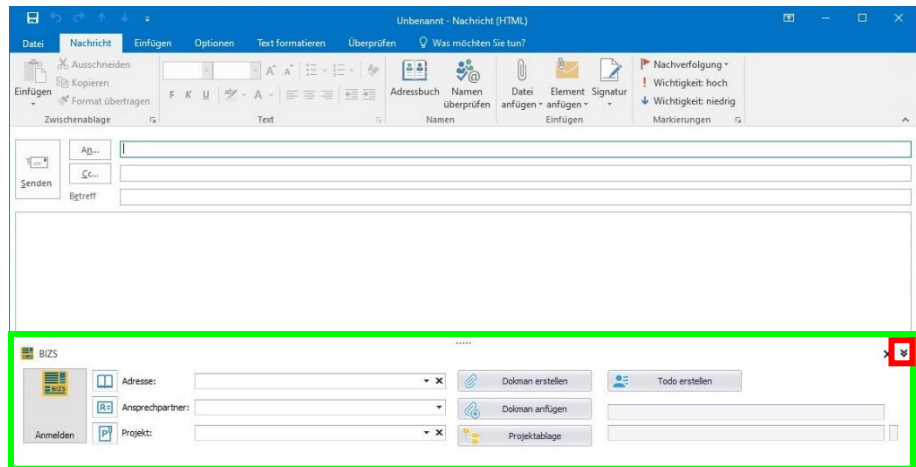 Unbenannt - Nachricht (HTML)
Datei Nachricht Einfügen Optionen Text formatieren Überprüfen Was möchten Sie tun?
Einfügen
Ausschneiden
Kopieren
Format übertragen
Zwischenablage
F K U A A A
Text
Adressbuch Namen überprüfen
Namen
Datei anfügen Element anfügen Signatur
Einfügen
Nachverfolgung
Wichtigkeit: hoch
Wichtigkeit: niedrig
Markierungen
Senden
An...
Cc...
Betreff
BIZS
BIZS
Anmelden
Adresse:
Ansprechpartner:
Projekt:
Dokman erstellen
Dokman anfügen
Projektablage
Todo erstellen